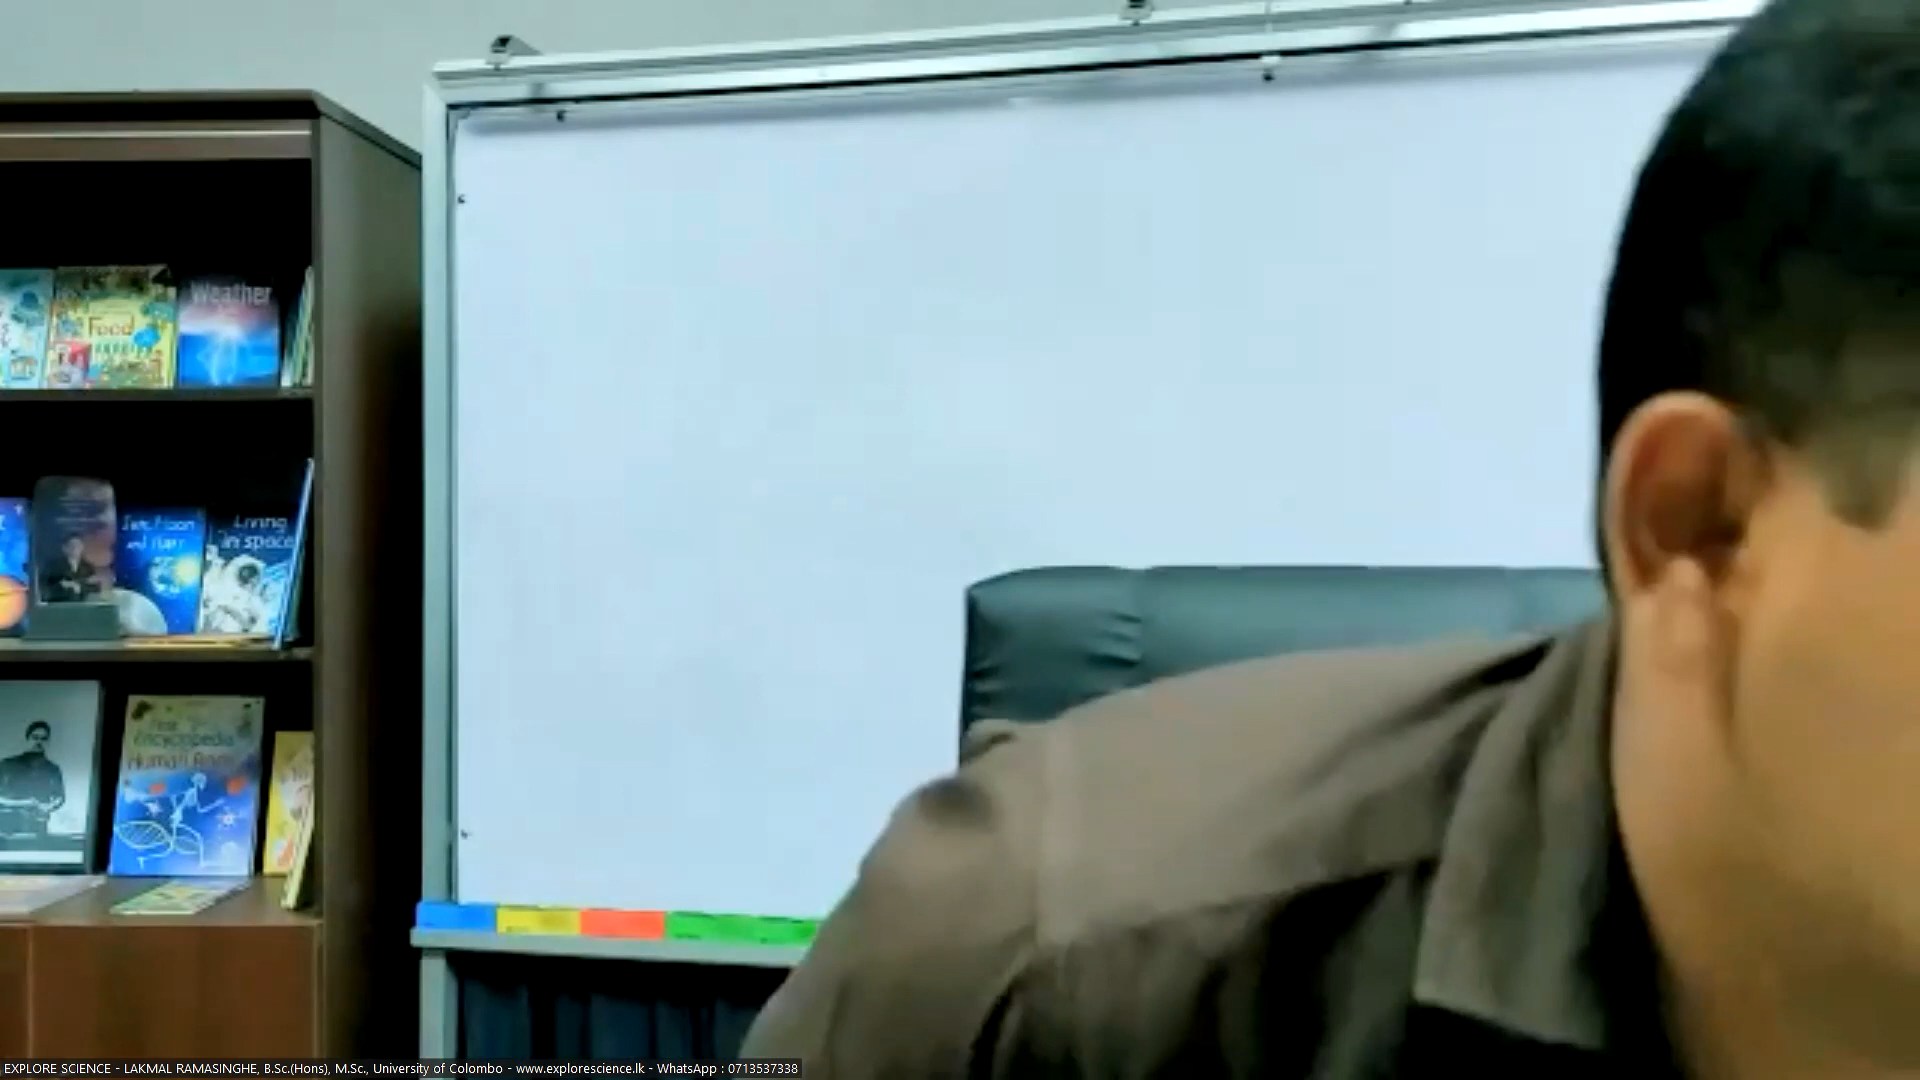 Weather
Food
Sun, Moon
and Stars
Living
in space
Encyclopedia
Human Body
EXPLORE SCIENCE - LAKMAL RAMASINGHE, B.Sc.(Hons), M.Sc., University of Colombo - www.explorescience.lk - WhatsApp : 0713537338